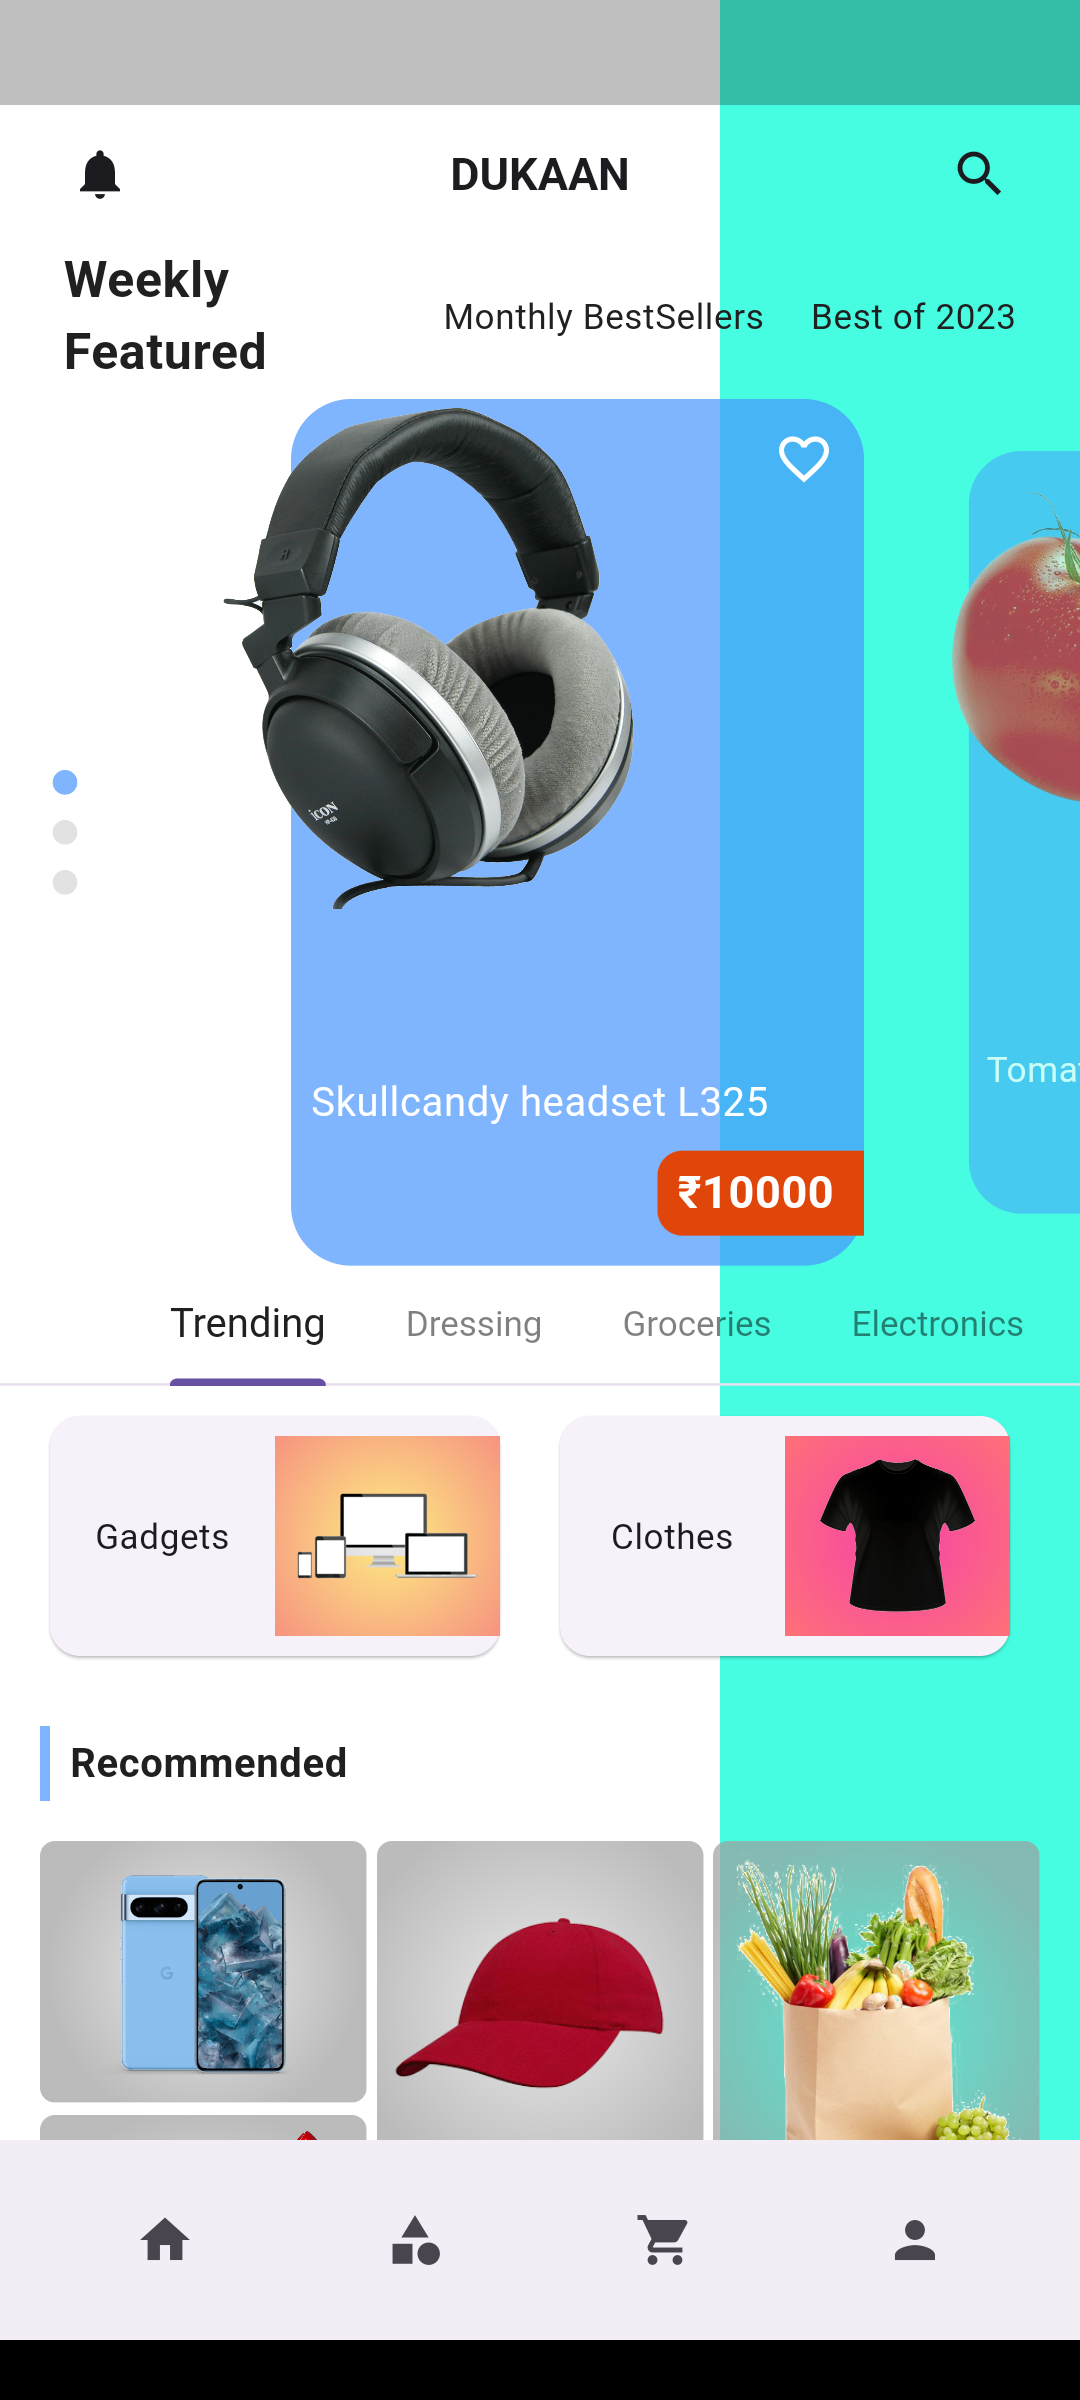 DUKAAN
Weekly
Featured
Monthly BestSellers
Best of 2023
iCON
Skullcandy headset L325
₹10000
Tomat
Trending
Dressing
Groceries
Electronics
Gadgets
Clothes
Recommended
G